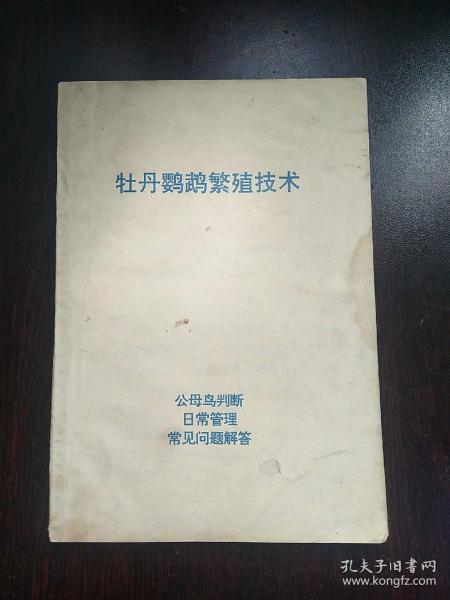 牡丹鹦鹉繁殖技术
公母鸟判断
日常管理
常见问题解答
孔夫子旧书网
www.kongfz.com